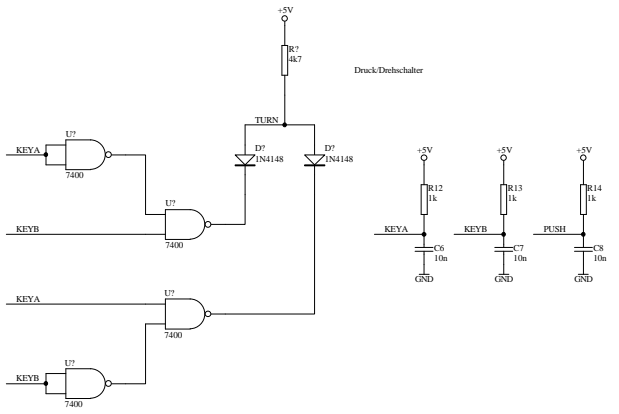 +5V
R?
4k7
Druck/Drehschalter
TURN
U?
KEYA
7400
D?
1N4148
D?
1N4148
+5V
+5V
+5V
R12
1k
R13
1k
R14
1k
U?
KEYB
7400
KEYA
KEYB
PUSH
C6
10n
C7
10n
C8
10n
GND
GND
GND
U?
KEYA
7400
U?
KEYB
7400